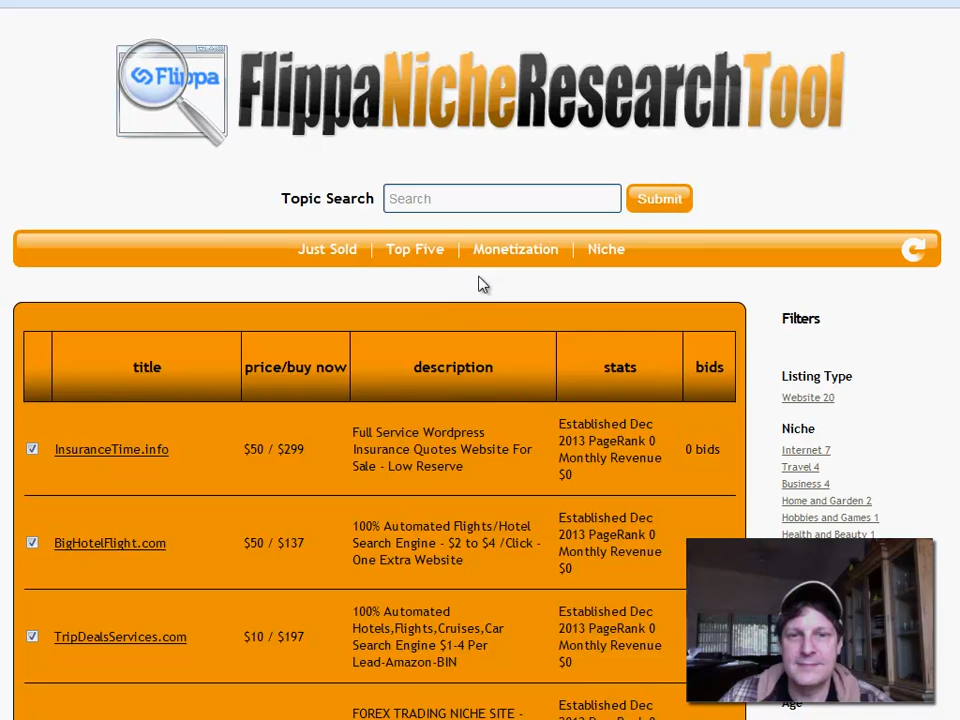 Flippa
FlippaNicheResearchTool
Topic Search
Search
Submit
Just Sold | Top Five | Monetization | Niche
title
price/buy now
description
stats
bids
InsuranceTime.info
$50 / $299
Full Service Wordpress
Insurance Quotes Website For
Sale - Low Reserve
Established Dec
2013 PageRank 0
Monthly Revenue
$0
0 bids
BigHotelFlight.com
$50 / $137
100% Automated Flights/Hotel
Search Engine - $2 to $4 /Click -
One Extra Website
Established Dec
2013 PageRank 0
Monthly Revenue
$0
TripDealsServices.com
$10 / $197
100% Automated
Hotels,Flights,Cruises,Car
Search Engine $1-4 Per
Lead-Amazon-BIN
Established Dec
2013 PageRank 0
Monthly Revenue
$0
FOREX TRADING NICHE SITE -
Established Dec
Filters
Listing Type
Website 20
Niche
Internet 7
Travel 4
Business 4
Home and Garden 2
Hobbies and Games 1
Health and Beauty 1
Age